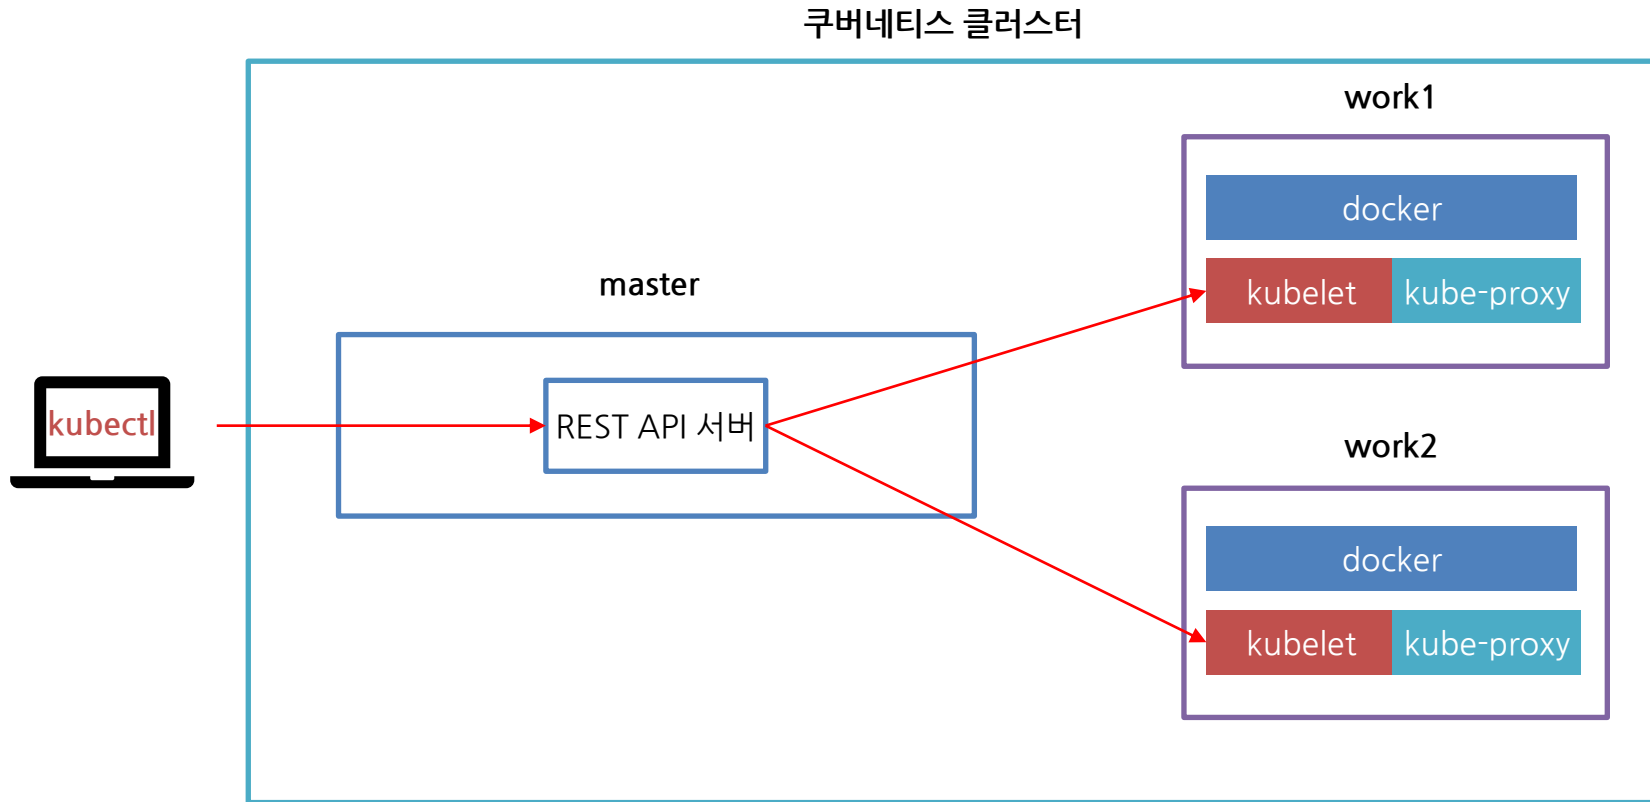 쿠버네티스 클러스터
work1
docker
kubelet kube-proxy
master
kubectl
REST API 서버
work2
docker
kubelet kube-proxy